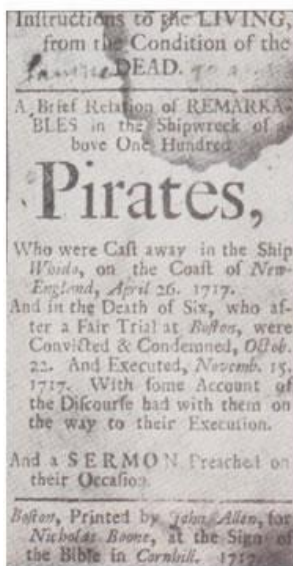 Inſtructions to the LIVING,
from the Condition of the
DEAD.
A Brief Relation of REMARKA-
BLES in the Shipwreck of a-
bove One Hundred
Pirates,
Who were Caſt away in the Ship
Whido, on the Coaſt of New-
England, April 26. 1717.
And in the Death of Six, who af-
ter a Fair Trial at Boſton, were
Convicted & Condemned, Octob.
22. And Executed, Novemb. 15.
1717. With ſome Account of
the Diſcourſe had with them on
the way to their Execution.
And a SERMON Preached on
their Occaſion.
Boſton, Printed by John Allen, for
Nicholas Boone, at the Sign of
the Bible in Cornhill. 1717.